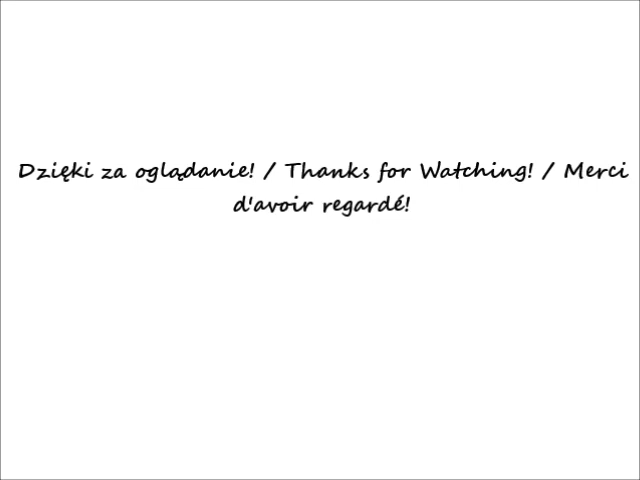 Dzięki za oglądanie! / Thanks for Watching! / Merci
d'avoir regardé!